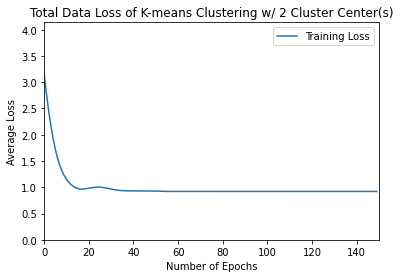 Total Data Loss of K-means Clustering w/ 2 Cluster Center(s)
4.0
3.5
3.0
2.5
2.0
1.5
1.0
0.5
0.0
Average Loss
Training Loss
0 20 40 60 80 100 120 140
Number of Epochs